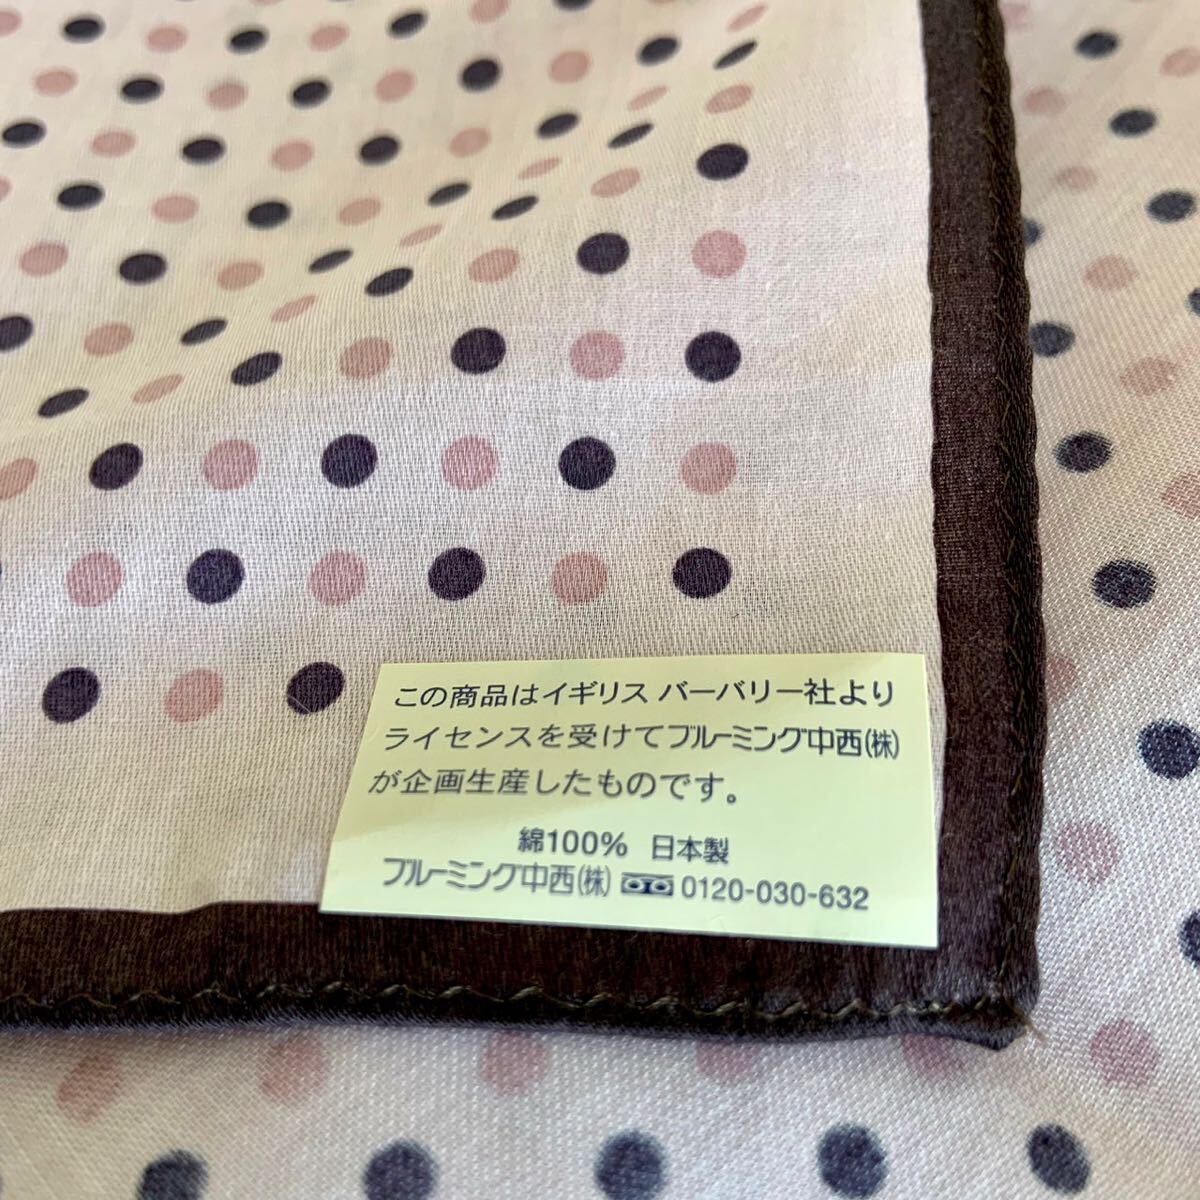 この商品はイギリス バーバリー社より
ライセンスを受けてブルーミング中西(株)
が企画生産したものです。
綿100% 日本製
ブルーミング中西(株) 0120-030-632